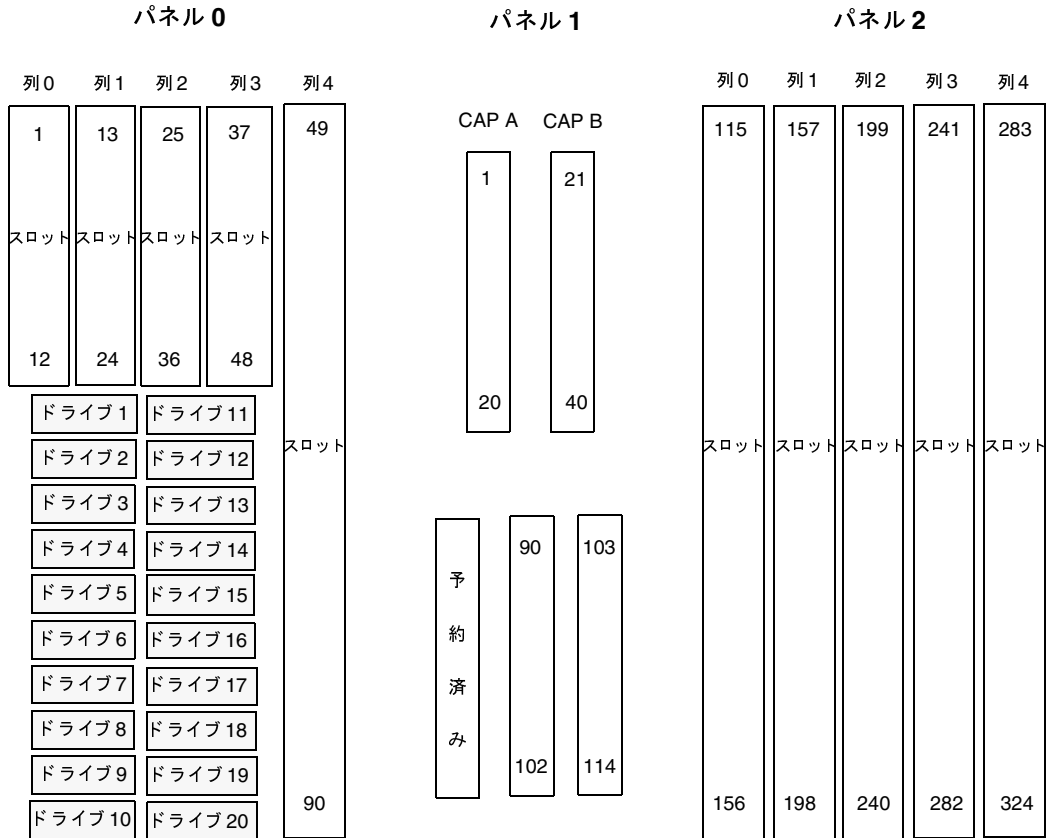 パネル 0
パネル 1
パネル 2
列 0 列 1 列 2 列 3 列 4
1 13 25 37 49
スロット スロット スロット スロット
12 24 36 48
スロット
90
ドライブ 1 ドライブ 11
ドライブ 2 ドライブ 12
ドライブ 3 ドライブ 13
ドライブ 4 ドライブ 14
ドライブ 5 ドライブ 15
ドライブ 6 ドライブ 16
ドライブ 7 ドライブ 17
ドライブ 8 ドライブ 18
ドライブ 9 ドライブ 19
ドライブ 10 ドライブ 20
CAP A CAP B
1 21
20 40
予約済み
90 103
102 114
列 0 列 1 列 2 列 3 列 4
115 157 199 241 283
スロット スロット スロット スロット スロット
156 198 240 282 324